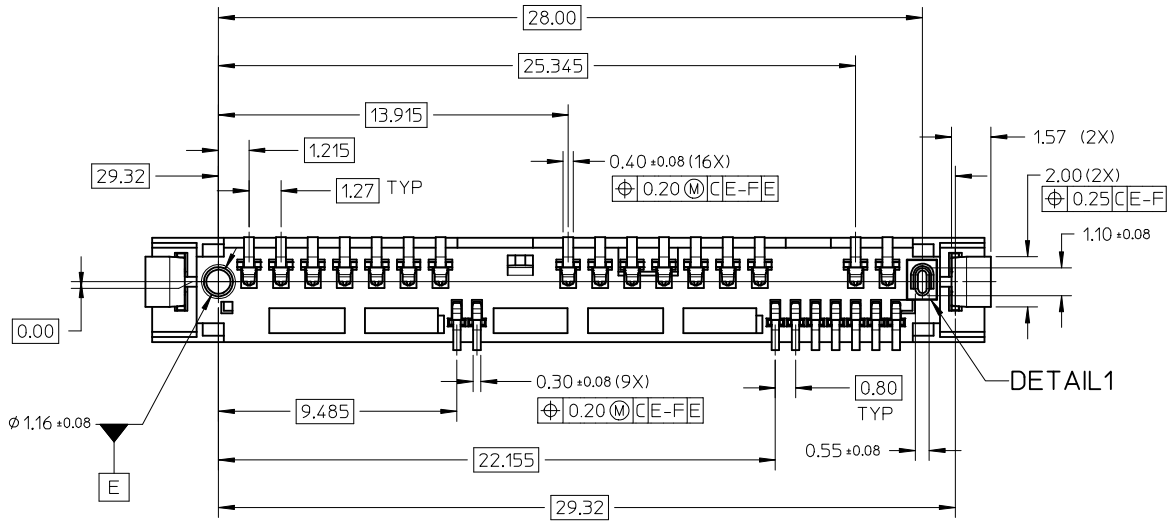 28.00
25.345
13.915
1.57 (2X)
1.215
0.40 ±0.08 (16X)
29.32
2.00 (2X)
1.27 TYP
⌖ 0.20 Ⓜ C E-F E
⌖ 0.25 C E-F
1.10 ±0.08
0.00
DETAIL1
0.30 ±0.08 (9X)
0.80
TYP
9.485
⌖ 0.20 Ⓜ C E-F E
Ø 1.16 ±0.08
0.55 ±0.08
22.155
E
29.32